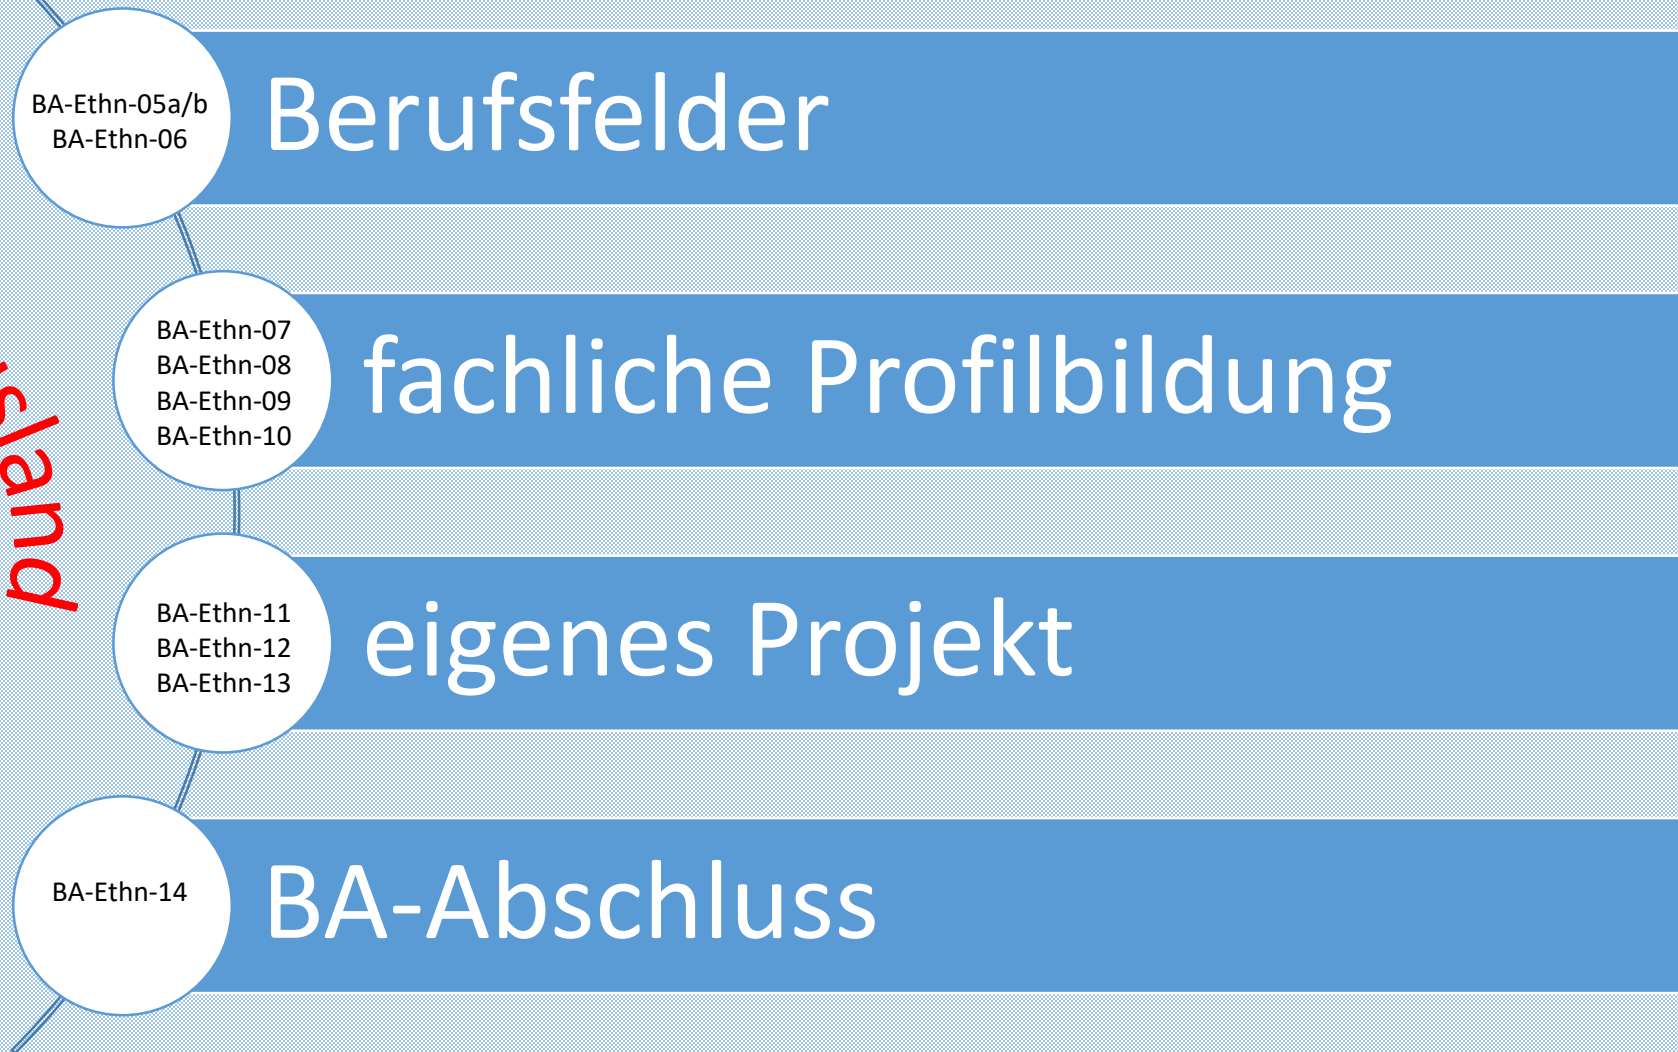 BA-Ethn-05a/b
BA-Ethn-06
Berufsfelder
BA-Ethn-07
BA-Ethn-08
BA-Ethn-09
BA-Ethn-10
fachliche Profilbildung
BA-Ethn-11
BA-Ethn-12
BA-Ethn-13
eigenes Projekt
BA-Ethn-14
BA-Abschluss